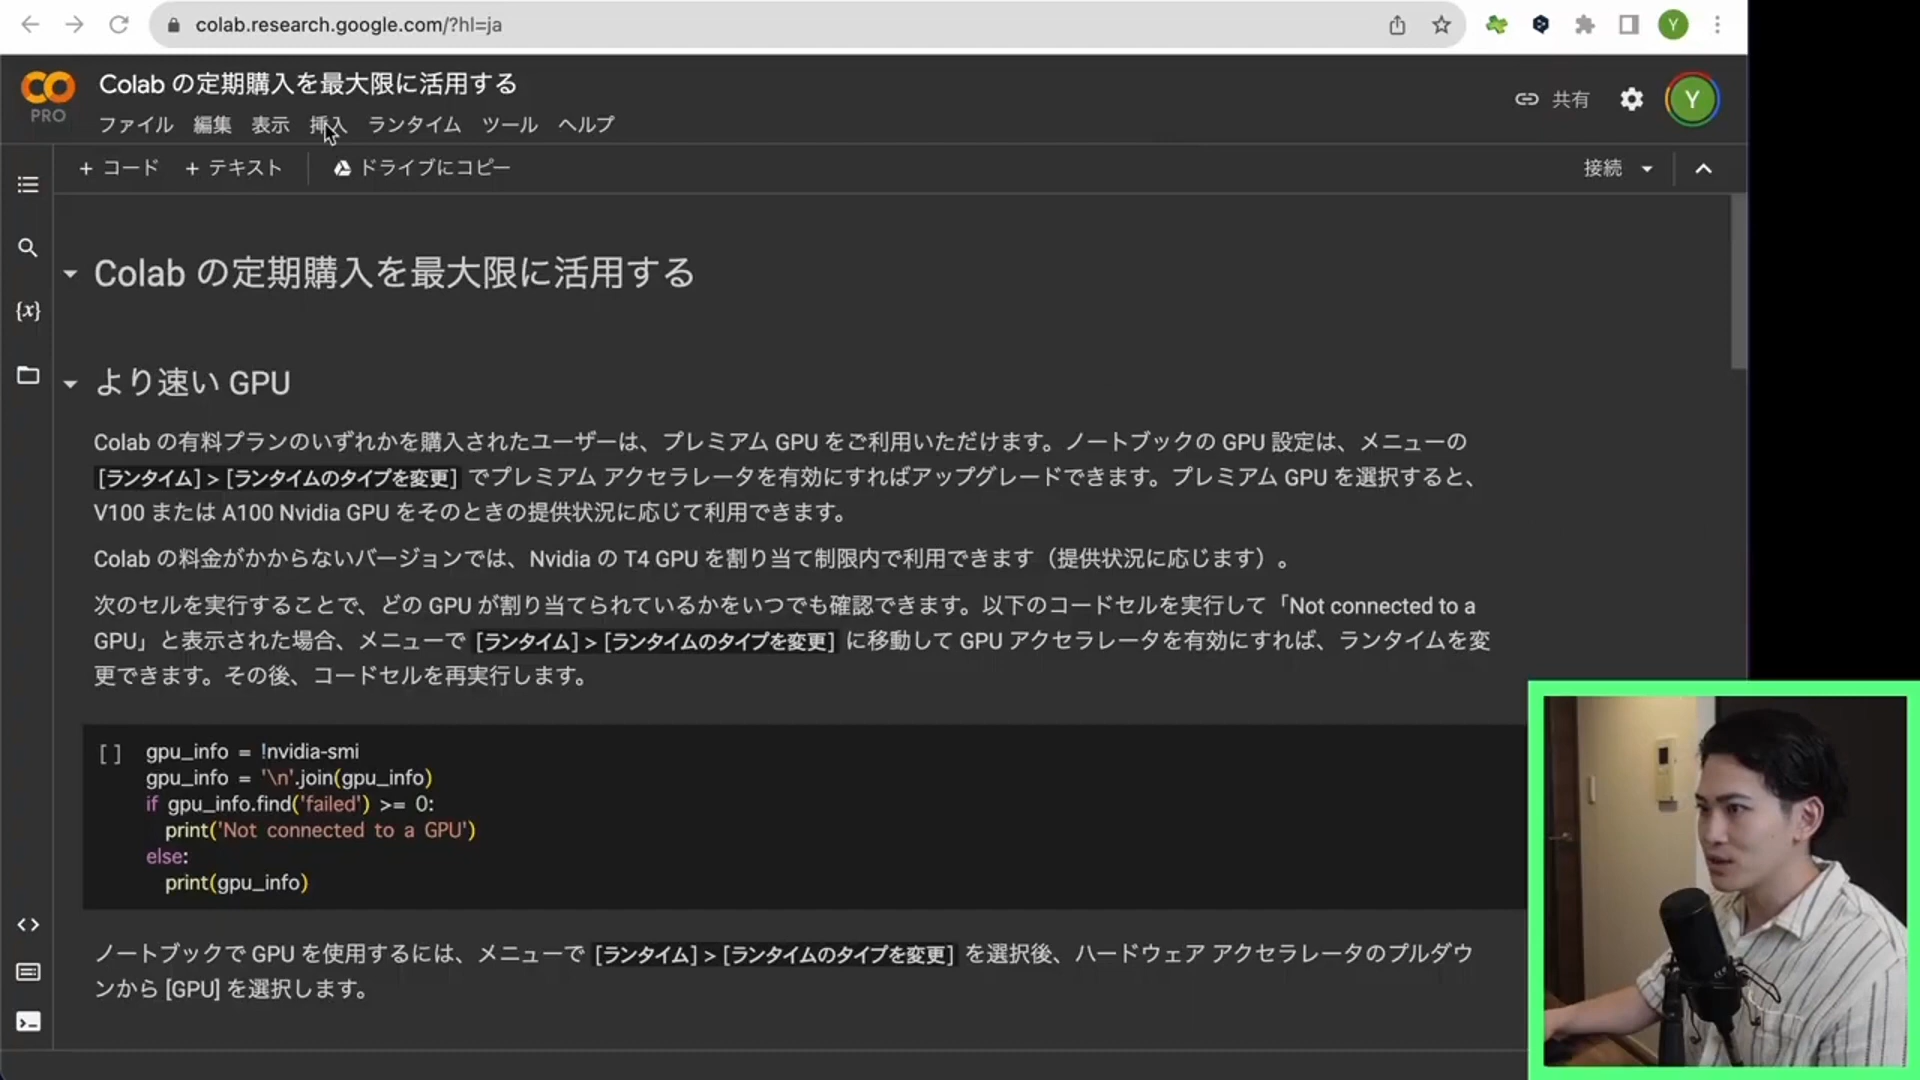 colab.research.google.com/?hl=ja
Y
CO
PRO
Colab の定期購入を最大限に活用する
共有
Y
ファイル 編集 表示 挿入 ランタイム ツール ヘルプ
+ コード + テキスト ドライブにコピー
接続
{x}
Colab の定期購入を最大限に活用する
より速い GPU
Colab の有料プランのいずれかを購入されたユーザーは、プレミアム GPU をご利用いただけます。ノートブックの GPU 設定は、メニューの
[ランタイム] > [ランタイムのタイプを変更] でプレミアム アクセラレータを有効にすればアップグレードできます。プレミアム GPU を選択すると、
V100 または A100 Nvidia GPU をそのときの提供状況に応じて利用できます。
Colab の料金がかからないバージョンでは、Nvidia の T4 GPU を割り当て制限内で利用できます（提供状況に応じます）。
次のセルを実行することで、どの GPU が割り当てられているかをいつでも確認できます。以下のコードセルを実行して「Not connected to a
GPU」と表示された場合、メニューで [ランタイム] > [ランタイムのタイプを変更] に移動して GPU アクセラレータを有効にすれば、ランタイムを変
更できます。その後、コードセルを再実行します。
[ ] gpu_info = !nvidia-smi
gpu_info = '\n'.join(gpu_info)
if gpu_info.find('failed') >= 0:
print('Not connected to a GPU')
else:
print(gpu_info)
ノートブックで GPU を使用するには、メニューで [ランタイム] > [ランタイムのタイプを変更] を選択後、ハードウェア アクセラレータのプルダウ
ンから [GPU] を選択します。